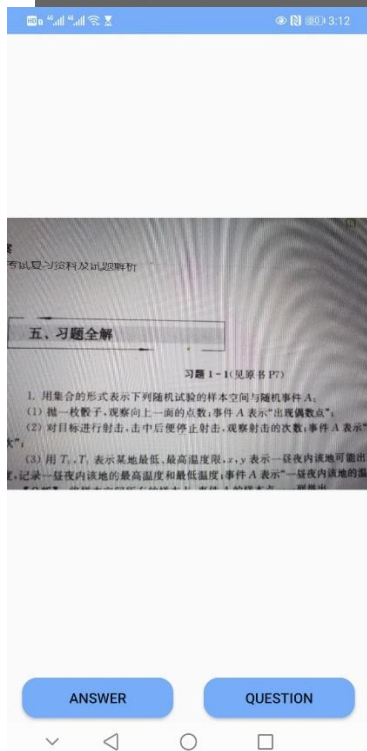 3:12
考试复习资料及试题解析
五、习题全解
习题 1-1(见原书 P7)
1. 用集合的形式表示下列随机试验的样本空间与随机事件 A:
(1) 抛一枚骰子,观察向上一面的点数;事件 A 表示“出现偶数点”;
(2) 对目标进行射击,击中后便停止射击,观察射击的次数;事件 A 表示“
次”;
(3) 用 T₀,T₁ 表示某地最低、最高温度限,x,y 表示一昼夜内该地可能出
度,记录一昼夜内该地的最高温度和最低温度;事件 A 表示“一昼夜内该地的温
ANSWER QUESTION